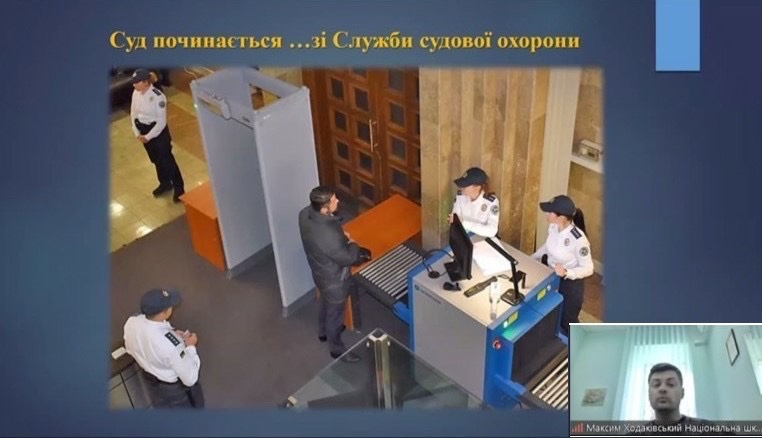 Суд починається ...зі Служби судової охорони
Максим Ходаківський Національна шк...